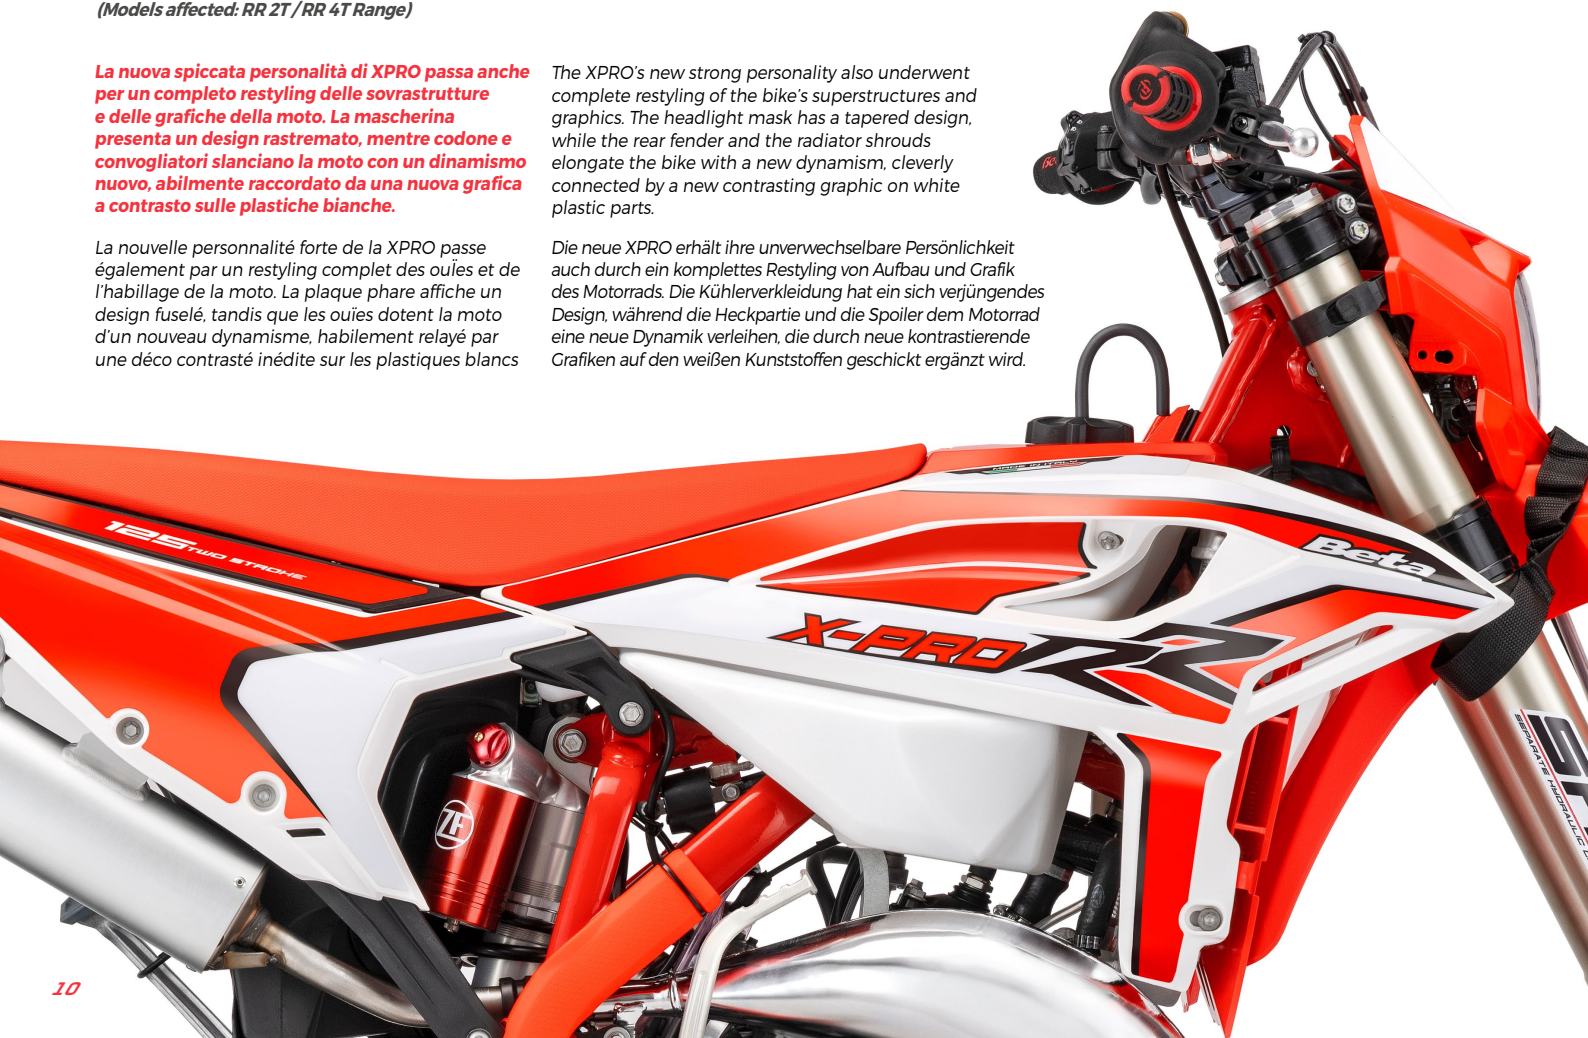 (Models affected: RR 2T / RR 4T Range)
La nuova spiccata personalità di XPRO passa anche
per un completo restyling delle sovrastrutture
e delle grafiche della moto. La mascherina
presenta un design rastremato, mentre codone e
convogliatori slanciano la moto con un dinamismo
nuovo, abilmente raccordato da una nuova grafica
a contrasto sulle plastiche bianche.
La nouvelle personnalité forte de la XPRO passe
également par un restyling complet des ouÏes et de
l’habillage de la moto. La plaque phare affiche un
design fuselé, tandis que les ouïes dotent la moto
d’un nouveau dynamisme, habilement relayé par
une déco contrasté inédite sur les plastiques blancs
The XPRO’s new strong personality also underwent
complete restyling of the bike’s superstructures and
graphics. The headlight mask has a tapered design,
while the rear fender and the radiator shrouds
elongate the bike with a new dynamism, cleverly
connected by a new contrasting graphic on white
plastic parts.
Die neue XPRO erhält ihre unverwechselbare Persönlichkeit
auch durch ein komplettes Restyling von Aufbau und Grafik
des Motorrads. Die Kühlerverkleidung hat ein sich verjüngendes
Design, während die Heckpartie und die Spoiler dem Motorrad
eine neue Dynamik verleihen, die durch neue kontrastierende
Grafiken auf den weißen Kunststoffen geschickt ergänzt wird.
MADE IN ITALY
125 TWO STROKE
Beta
X-PRO RR
ZF
SEPARATE HYDRAULIC
10